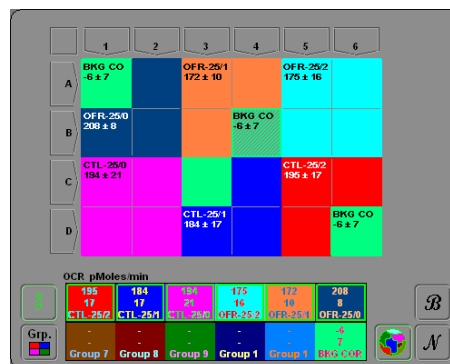 1 2 3 4 5 6
A
BKG CO
-6 ± 7
OFR-25/1
172 ± 10
OFR-25/2
175 ± 16
B
OFR-25/0
208 ± 8
BKG CO
-6 ± 7
C
CTL-25/0
194 ± 21
CTL-25/2
195 ± 17
D
CTL-25/1
184 ± 17
BKG CO
-6 ± 7
OCR pMoles/min
195 184 194 175 172 208
17 17 21 16 10 8
CTL-25/2 CTL-25/1 CTL-25/0 OFR-25/2 OFR-25/1 OFR-25/0
B
Grp.
- - - - - -6
- - - - - 7
Group 7 Group 8 Group 9 Group 1 Group 1 BKG COR
N